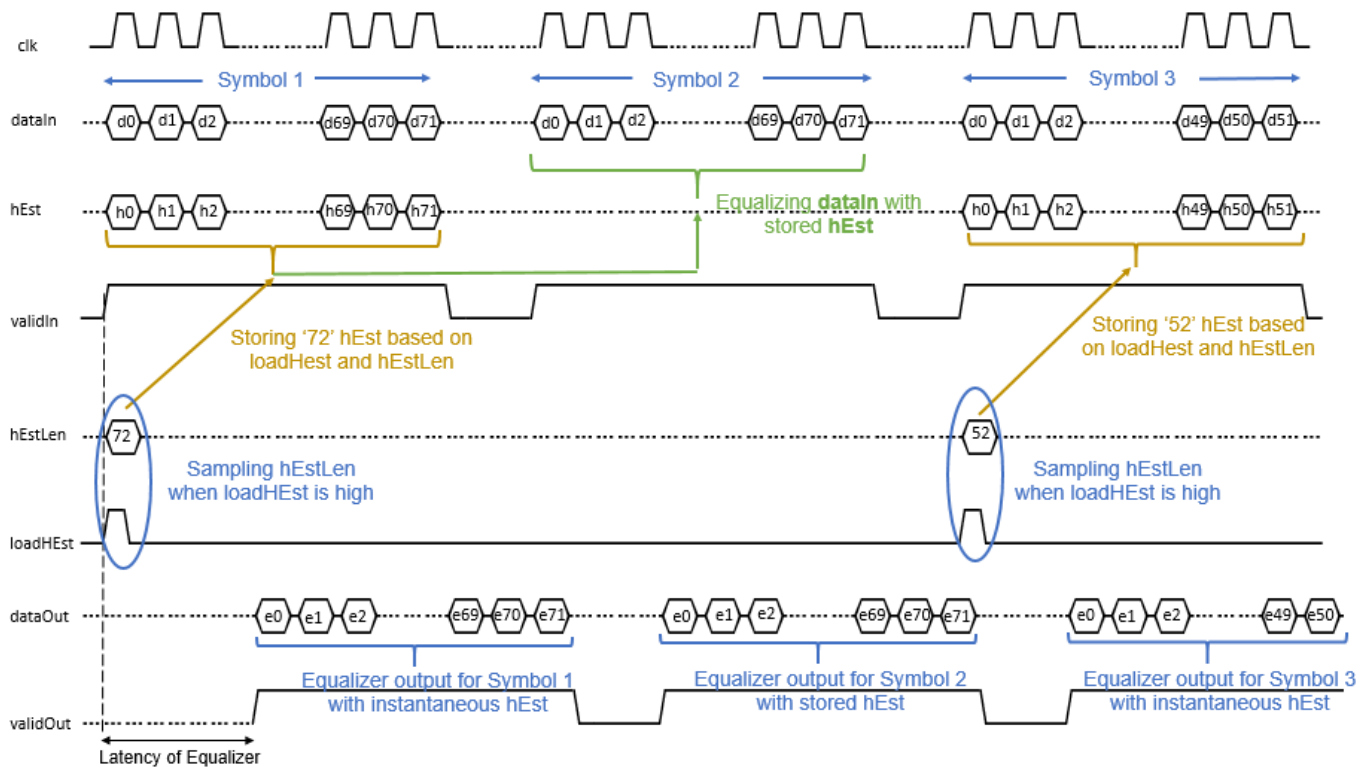 clk
Symbol 1
Symbol 2
Symbol 3
dataIn
d0 d1 d2 d69 d70 d71 d0 d1 d2 d69 d70 d71 d0 d1 d2 d49 d50 d51
hEst
h0 h1 h2 h69 h70 h71 h0 h1 h2 h49 h50 h51
Equalizing dataIn with
stored hEst
validIn
Storing ‘72’ hEst based on
loadHest and hEstLen
Storing ‘52’ hEst based
on loadHest and hEstLen
hEstLen
72
52
Sampling hEstLen
when loadHEst is high
Sampling hEstLen
when loadHEst is high
loadHEst
dataOut
e0 e1 e2 e69 e70 e71 e0 e1 e2 e69 e70 e71 e0 e1 e2 e49 e50
Equalizer output for Symbol 1
with instantaneous hEst
Equalizer output for Symbol 2
with stored hEst
Equalizer output for Symbol 3
with instantaneous hEst
validOut
Latency of Equalizer